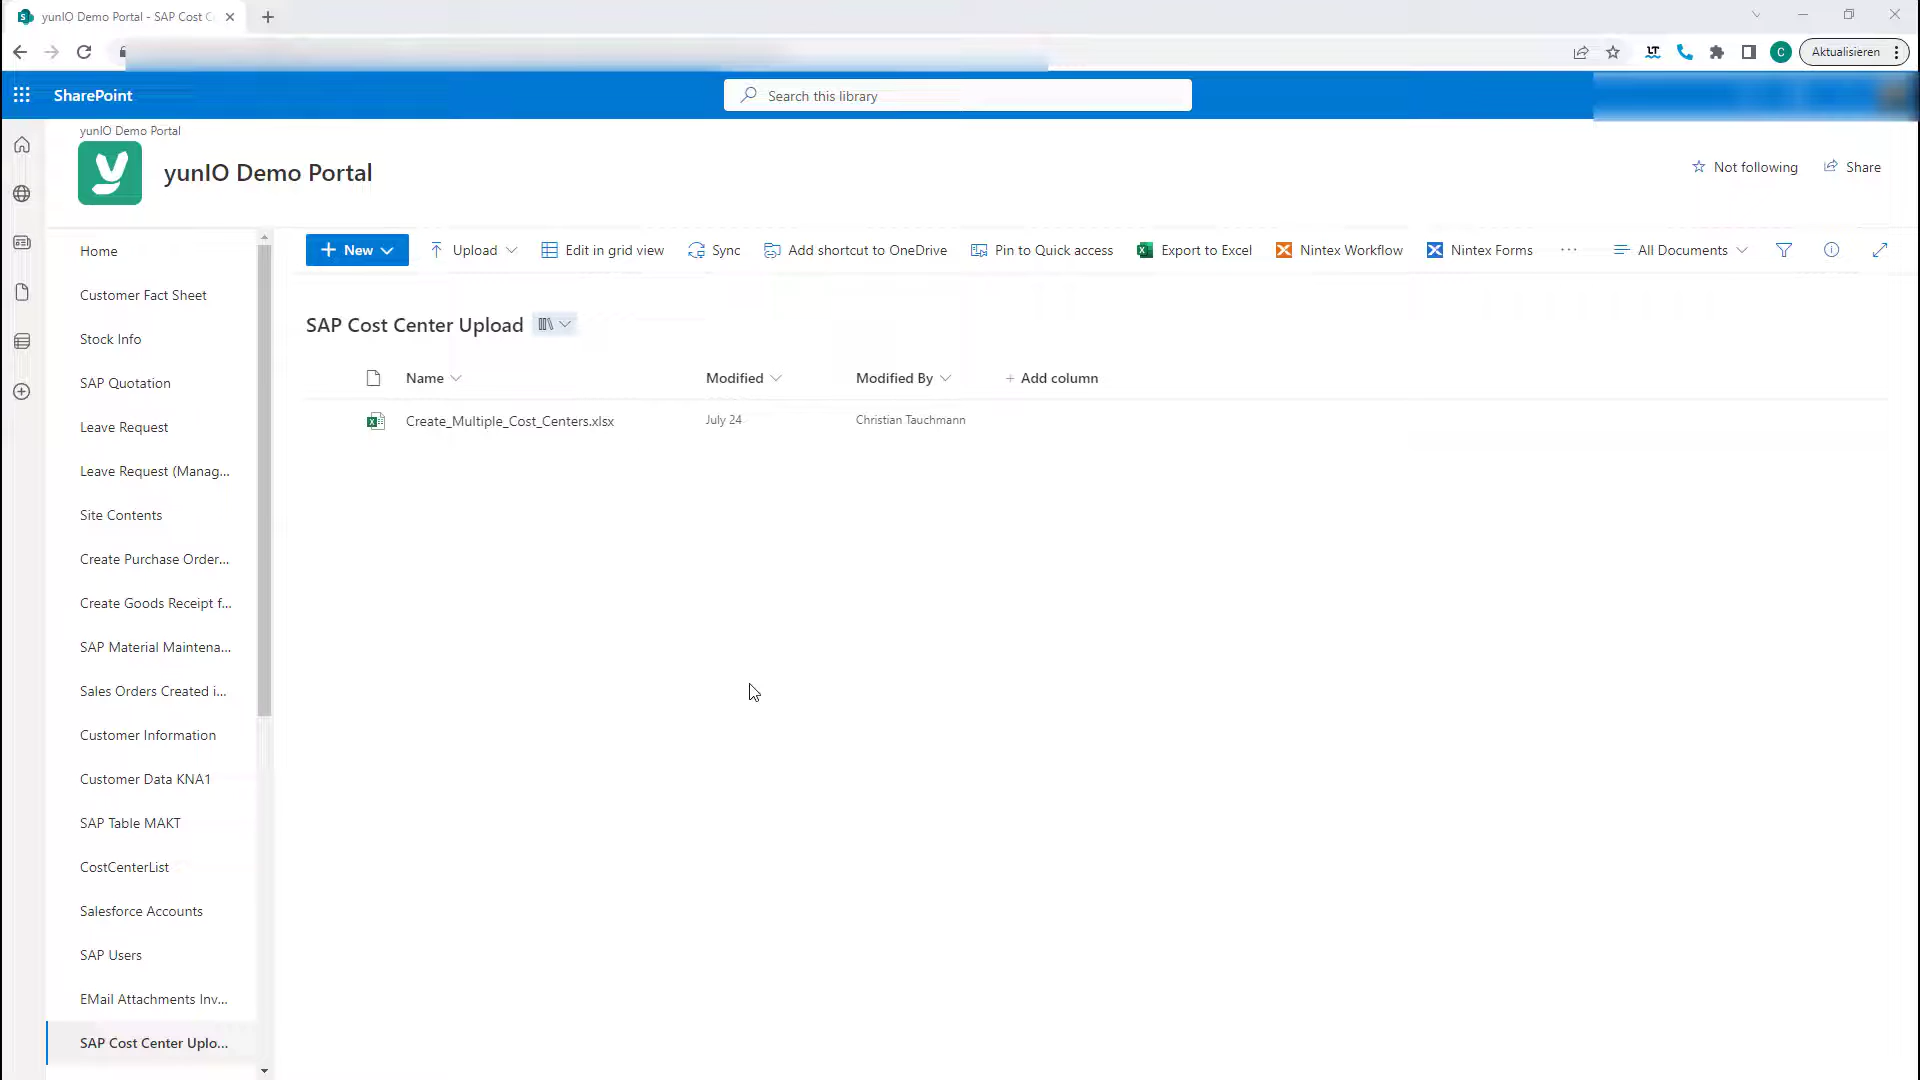 yunIO Demo Portal - SAP Cost C
Aktualisieren
SharePoint
Search this library
yunIO Demo Portal
yunIO Demo Portal
Not following
Share
New
Upload
Edit in grid view
Sync
Add shortcut to OneDrive
Pin to Quick access
Export to Excel
Nintex Workflow
Nintex Forms
All Documents
Home
Customer Fact Sheet
Stock Info
SAP Quotation
Leave Request
Leave Request (Manag...
Site Contents
Create Purchase Order...
Create Goods Receipt f...
SAP Material Maintena...
Sales Orders Created i...
Customer Information
Customer Data KNA1
SAP Table MAKT
CostCenterList
Salesforce Accounts
SAP Users
EMail Attachments Inv...
SAP Cost Center Uplo...
SAP Cost Center Upload
Name
Modified
Modified By
+ Add column
Create_Multiple_Cost_Centers.xlsx
July 24
Christian Tauchmann